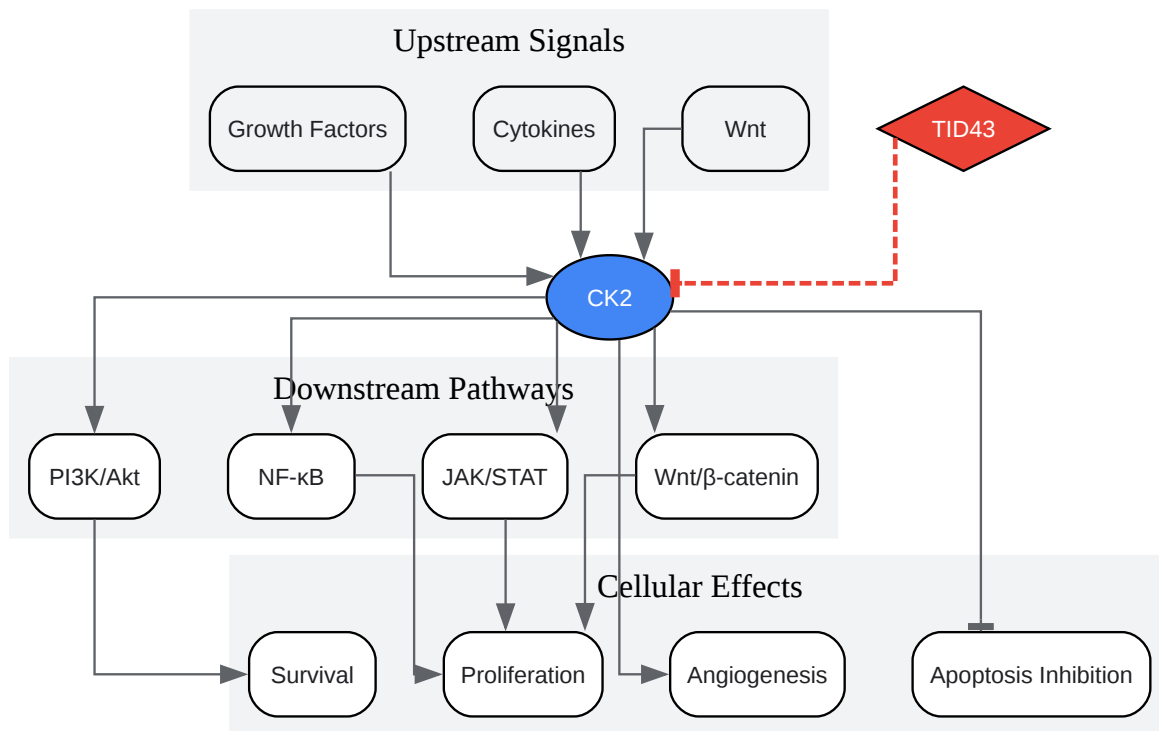 Upstream Signals
Growth Factors
Cytokines
Wnt
TID43
CK2
Downstream Pathways
PI3K/Akt
NF-κB
JAK/STAT
Wnt/β-catenin
Cellular Effects
Survival
Proliferation
Angiogenesis
Apoptosis Inhibition